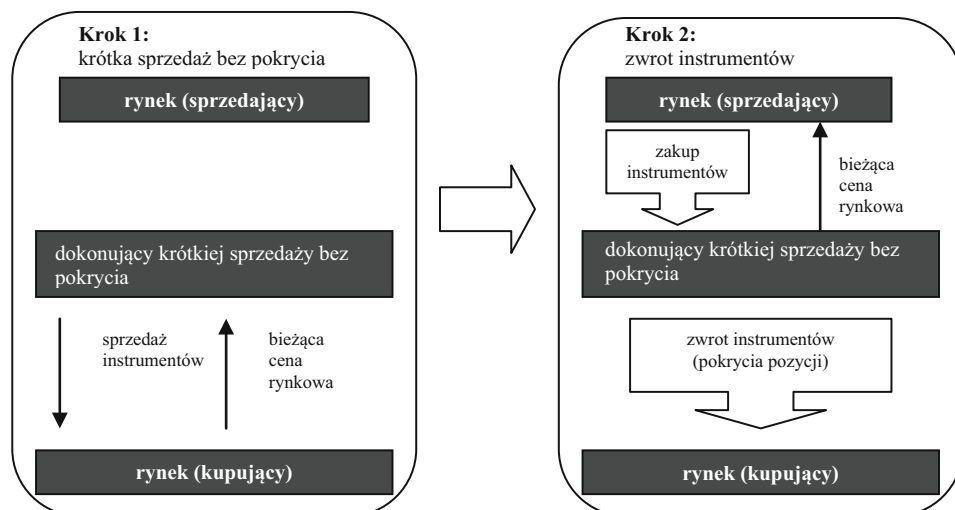 Krok 1:
krótka sprzedaż bez pokrycia
rynek (sprzedający)
dokonujący krótkiej sprzedaży bez
pokrycia
sprzedaż
instrumentów
bieżąca
cena
rynkowa
rynek (kupujący)
Krok 2:
zwrot instrumentów
rynek (sprzedający)
zakup
instrumentów
bieżąca
cena
rynkowa
dokonujący krótkiej sprzedaży bez
pokrycia
zwrot instrumentów
(pokrycia pozycji)
rynek (kupujący)